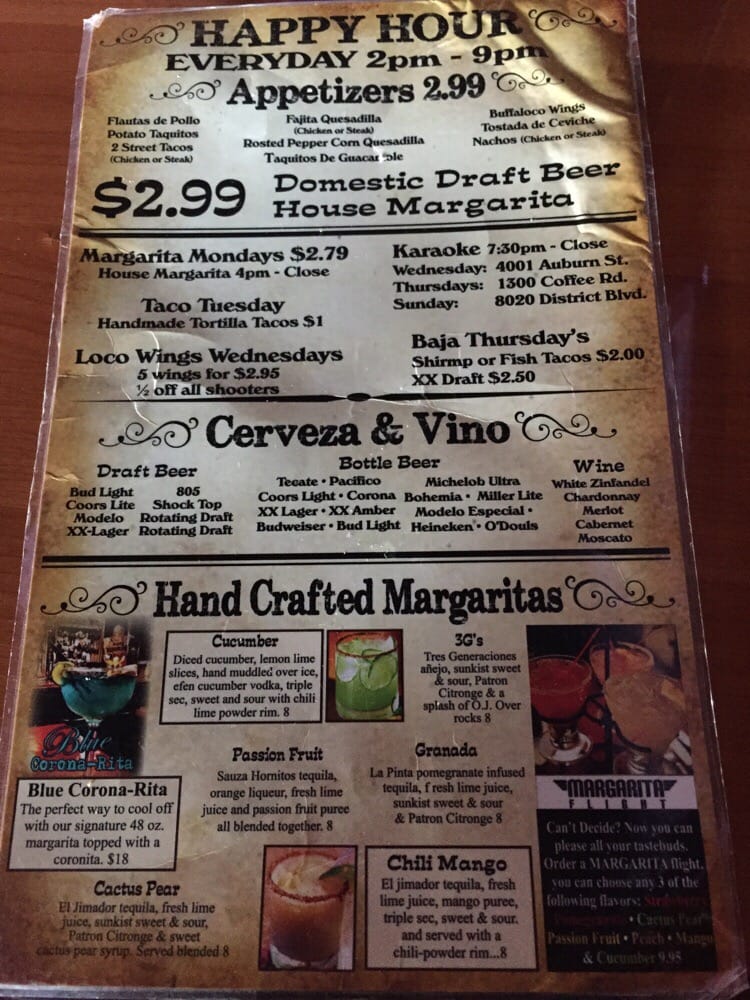 HAPPY HOUR
EVERYDAY 2pm - 9pm
Appetizers 2.99
Flautas de Pollo
Potato Taquitos
2 Street Tacos
(Chicken or Steak)
Fajita Quesadilla
(Chicken or Steak)
Rosted Pepper Corn Quesadilla
Taquitos De Guacamole
Buffaloco Wings
Tostada de Ceviche
Nachos (Chicken or Steak)
$2.99
Domestic Draft Beer
House Margarita
Margarita Mondays $2.79
House Margarita 4pm - Close
Taco Tuesday
Handmade Tortilla Tacos $1
Loco Wings Wednesdays
5 wings for $2.95
½ off all shooters
Karaoke 7:30pm - Close
Wednesday: 4001 Auburn St.
Thursdays: 1300 Coffee Rd.
Sunday: 8020 District Blvd.
Baja Thursday's
Shirmp or Fish Tacos $2.00
XX Draft $2.50
Cerveza & Vino
Draft Beer
Bud Light
Coors Lite
Modelo
XX-Lager
805
Shock Top
Rotating Draft
Rotating Draft
Bottle Beer
Tecate • Pacifico
Coors Light • Corona
XX Lager • XX Amber
Budweiser • Bud Light
Michelob Ultra
Bohemia • Miller Lite
Modelo Especial •
Heineken • O'Douls
Wine
White Zinfandel
Chardonnay
Merlot
Cabernet
Moscato
Hand Crafted Margaritas
Blue
Corona-Rita
Cucumber
Diced cucumber, lemon lime
slices, hand muddled over ice,
efen cucumber vodka, triple
sec, sweet and sour with chili
lime powder rim. 8
3G's
Tres Generaciones
añejo, sunkist sweet
& sour, Patron
Citronge & a
splash of O.J. Over
rocks 8
Blue Corona-Rita
The perfect way to cool off
with our signature 48 oz.
margarita topped with a
coronita. $18
Passion Fruit
Sauza Hornitos tequila,
orange liqueur, fresh lime
juice and passion fruit puree
all blended together. 8
Granada
La Pinta pomegranate infused
tequila, f resh lime juice,
sunkist sweet & sour
& Patron Citronge 8
Cactus Pear
El Jimador tequila, fresh lime
juice, sunkist sweet & sour,
Patron Citronge & sweet
cactus pear syrup. Served blended 8
Chili Mango
El jimador tequila, fresh
lime juice, mango puree,
triple sec, sweet & sour.
and served with a
chili-powder rim...8
MARGARITA
FLIGHT
Can't Decide? Now you can
please all your tastebuds.
Order a MARGARITA flight.
you can choose any 3 of the
following flavors: Strawberry
Pomegranate • Cactus Pear
Passion Fruit • Peach • Mango
& Cucumber 9.95